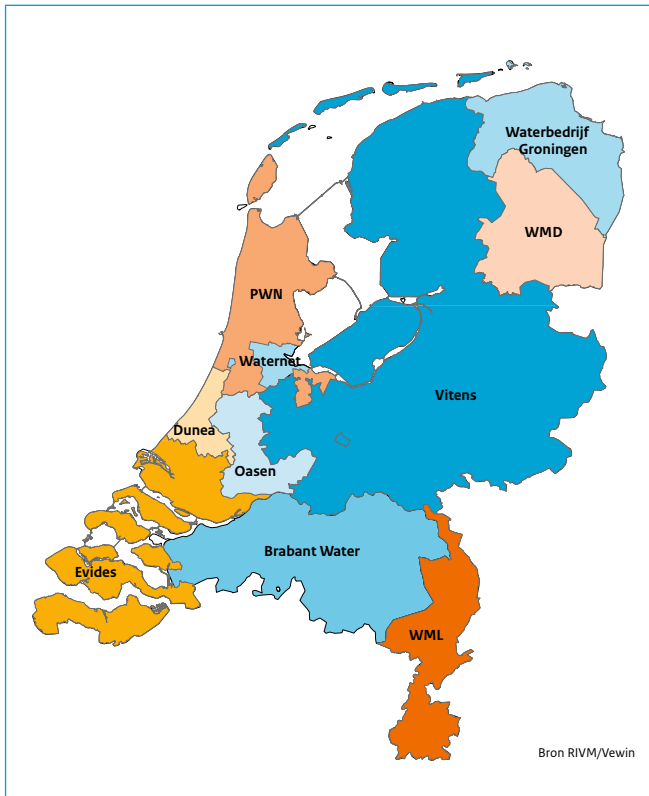 Waterbedrijf
Groningen
WMD
PWN
Waternet
Vitens
Dunea
Oasen
Brabant Water
Evides
WML
Bron RIVM/Vewin